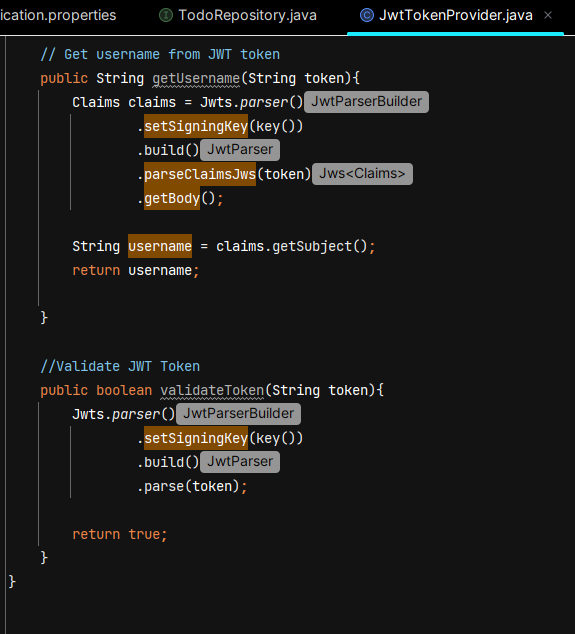 ication.properties TodoRepository.java JwtTokenProvider.java
// Get username from JWT token
public String getUsername(String token){
Claims claims = Jwts.parser() JwtParserBuilder
.setSigningKey(key())
.build() JwtParser
.parseClaimsJws(token) Jws<Claims>
.getBody();
String username = claims.getSubject();
return username;
}
//Validate JWT Token
public boolean validateToken(String token){
Jwts.parser() JwtParserBuilder
.setSigningKey(key())
.build() JwtParser
.parse(token);
return true;
}
}